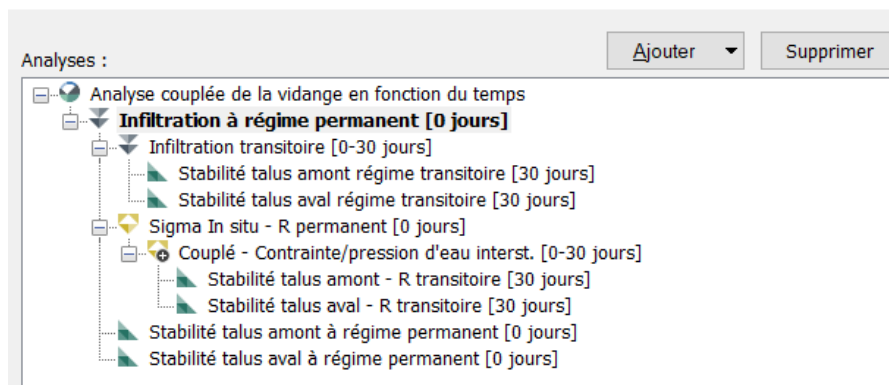 Ajouter
Supprimer
Analyses :
Analyse couplée de la vidange en fonction du temps
Infiltration à régime permanent [0 jours]
Infiltration transitoire [0-30 jours]
Stabilité talus amont régime transitoire [30 jours]
Stabilité talus aval régime transitoire [30 jours]
Sigma In situ - R permanent [0 jours]
Couplé - Contrainte/pression d'eau interst. [0-30 jours]
Stabilité talus amont - R transitoire [30 jours]
Stabilité talus aval - R transitoire [30 jours]
Stabilité talus amont à régime permanent [0 jours]
Stabilité talus aval à régime permanent [0 jours]